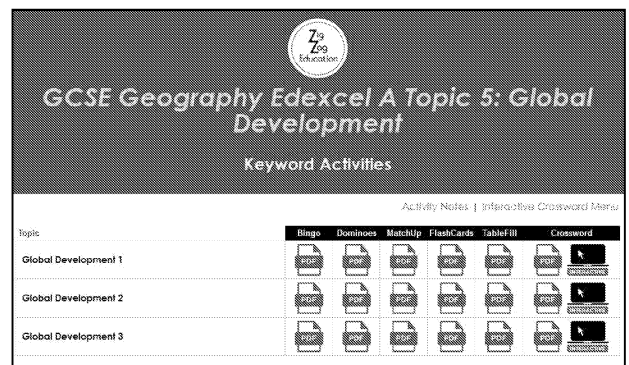 Zig
Zag
Education
GCSE Geography Edexcel A Topic 5: Global
Development
Keyword Activities
Activity Notes | Interactive Crossword Menu
Topic Bingo Dominoes MatchUp FlashCards TableFill Crossword
Global Development 1 PDF PDF PDF PDF PDF PDF
Global Development 2 PDF PDF PDF PDF PDF PDF
Global Development 3 PDF PDF PDF PDF PDF PDF